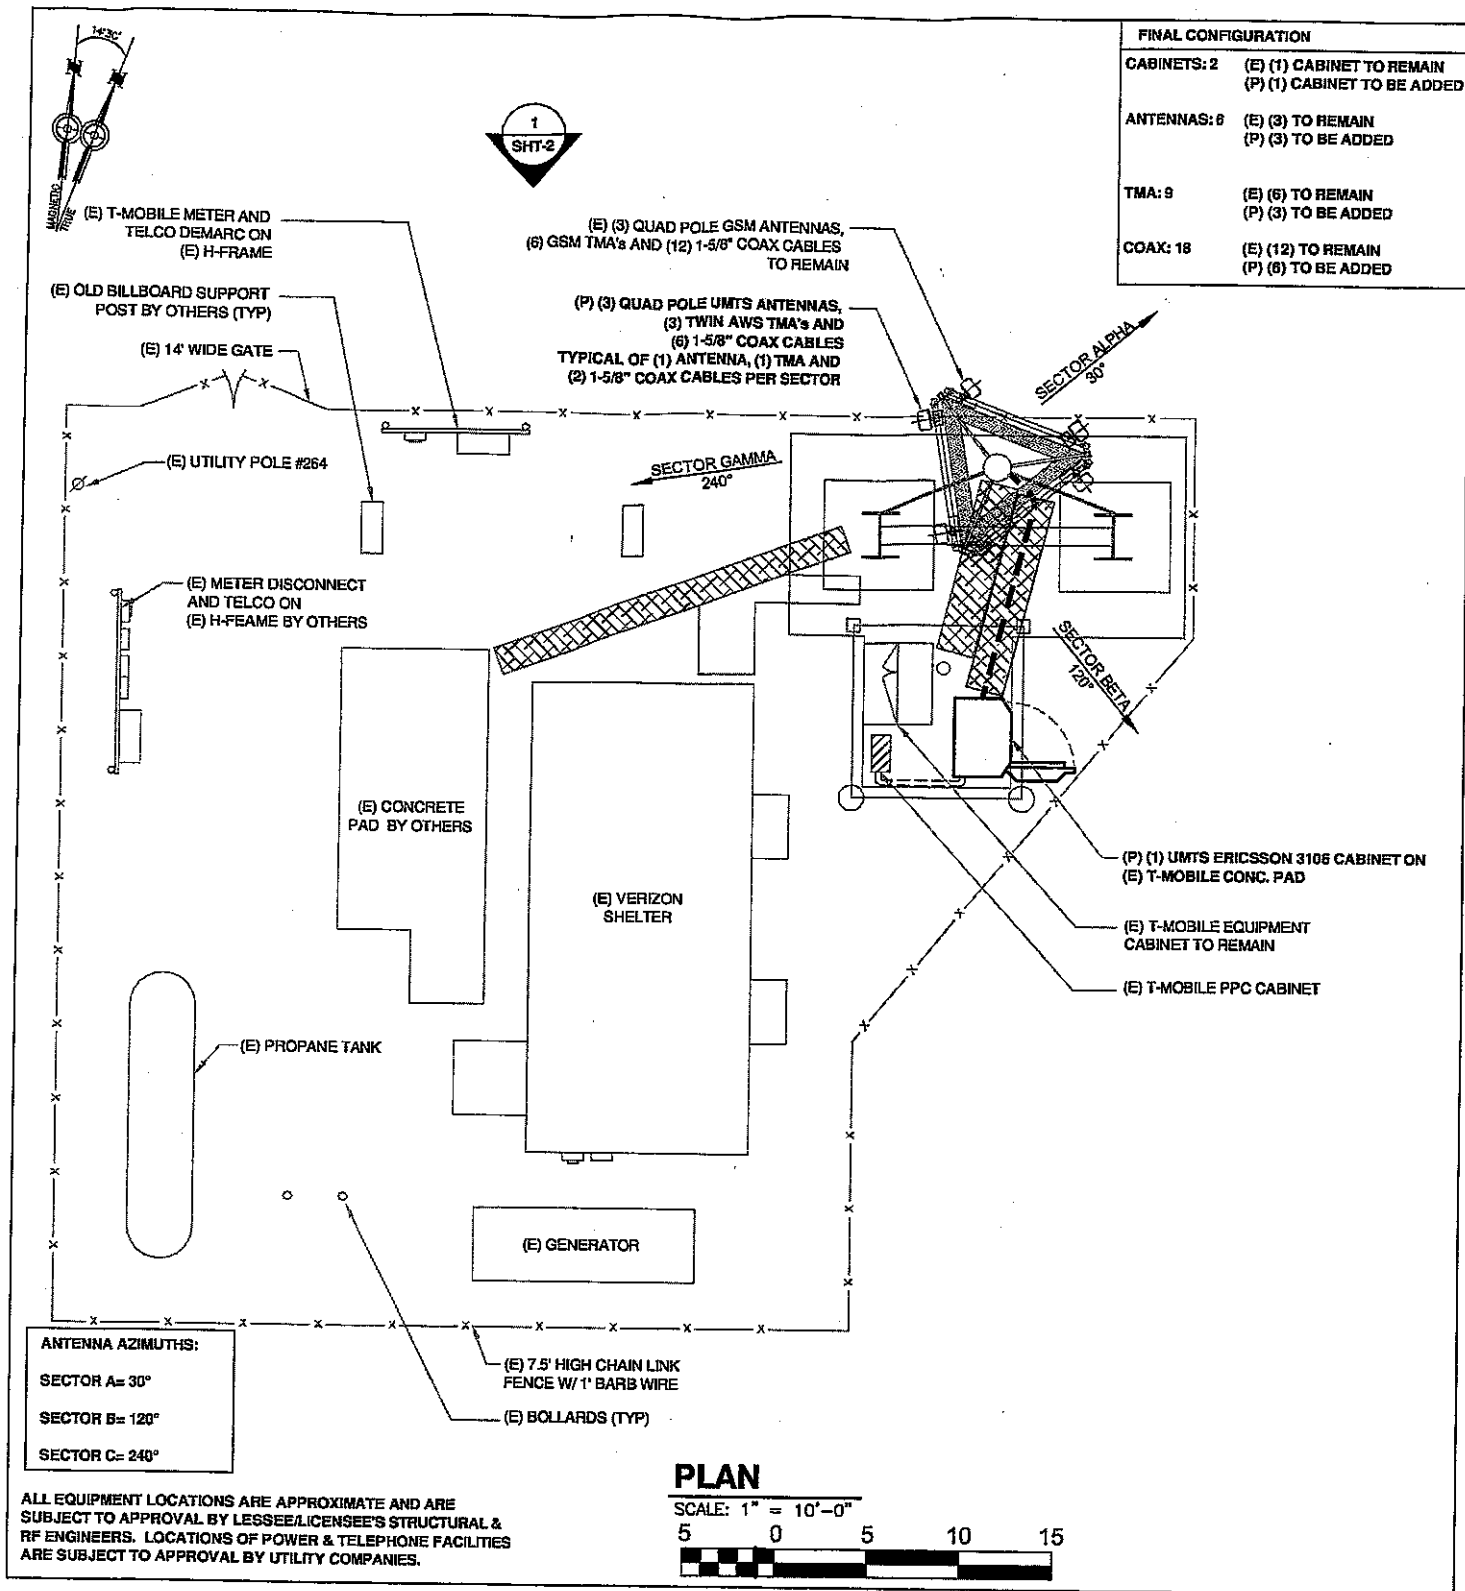 14°30'
MAGNETIC
TRUE
1
SHT-2
FINAL CONFIGURATION
CABINETS: 2 (E) (1) CABINET TO REMAIN
(P) (1) CABINET TO BE ADDED
ANTENNAS: 6 (E) (3) TO REMAIN
(P) (3) TO BE ADDED
TMA: 9 (E) (6) TO REMAIN
(P) (3) TO BE ADDED
COAX: 18 (E) (12) TO REMAIN
(P) (6) TO BE ADDED
(E) T-MOBILE METER AND
TELCO DEMARC ON
(E) H-FRAME
(E) OLD BILLBOARD SUPPORT
POST BY OTHERS (TYP)
(E) 14' WIDE GATE
(E) (3) QUAD POLE GSM ANTENNAS,
(6) GSM TMA's AND (12) 1-5/8" COAX CABLES
TO REMAIN
(P) (3) QUAD POLE UMTS ANTENNAS,
(3) TWIN AWS TMA's AND
(6) 1-5/8" COAX CABLES
TYPICAL OF (1) ANTENNA, (1) TMA AND
(2) 1-5/8" COAX CABLES PER SECTOR
SECTOR ALPHA
30°
(E) UTILITY POLE #264
SECTOR GAMMA
240°
(E) METER DISCONNECT
AND TELCO ON
(E) H-FEAME BY OTHERS
SECTOR BETA
120°
(E) CONCRETE
PAD BY OTHERS
(E) VERIZON
SHELTER
(P) (1) UMTS ERICSSON 3106 CABINET ON
(E) T-MOBILE CONC. PAD
(E) T-MOBILE EQUIPMENT
CABINET TO REMAIN
(E) T-MOBILE PPC CABINET
(E) PROPANE TANK
(E) GENERATOR
(E) 7.5' HIGH CHAIN LINK
FENCE W/ 1' BARB WIRE
(E) BOLLARDS (TYP)
ANTENNA AZIMUTHS:
SECTOR A= 30°
SECTOR B= 120°
SECTOR C= 240°
ALL EQUIPMENT LOCATIONS ARE APPROXIMATE AND ARE
SUBJECT TO APPROVAL BY LESSEE/LICENSEE'S STRUCTURAL &
RF ENGINEERS. LOCATIONS OF POWER & TELEPHONE FACILITIES
ARE SUBJECT TO APPROVAL BY UTILITY COMPANIES.
PLAN
SCALE: 1" = 10'-0"
5 0 5 10 15